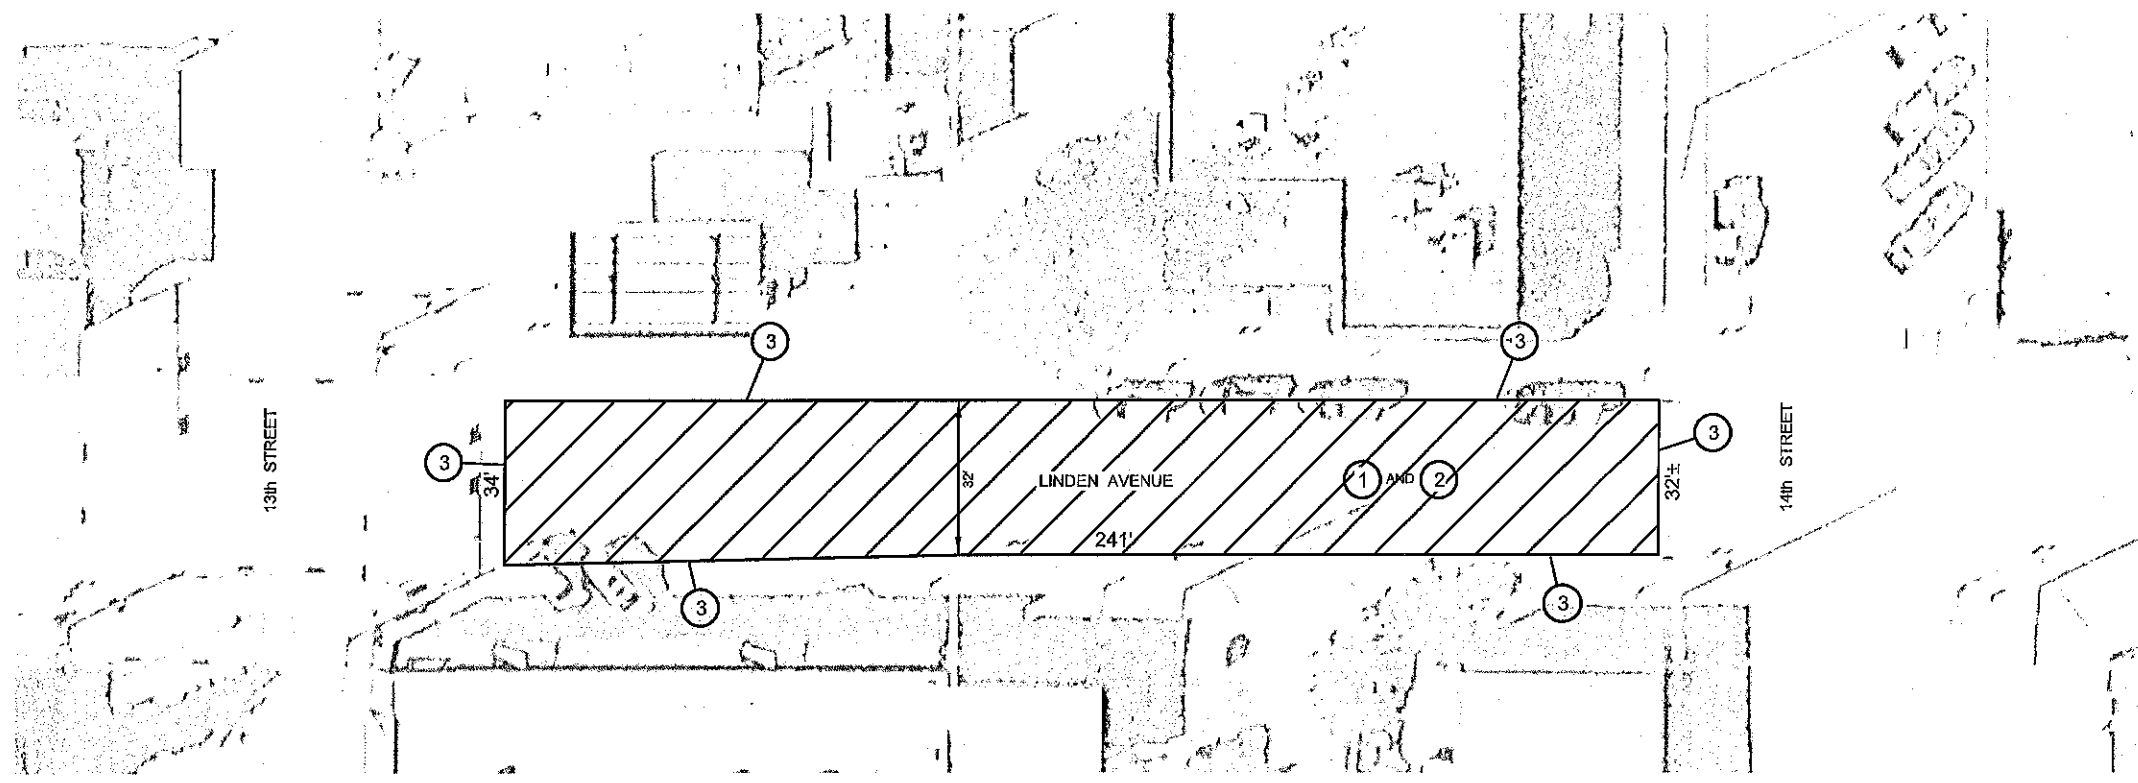 3
3
13th STREET
3
34'
32'
LINDEN AVENUE
1 AND 2
241'
3
32'±
14th STREET
3
3